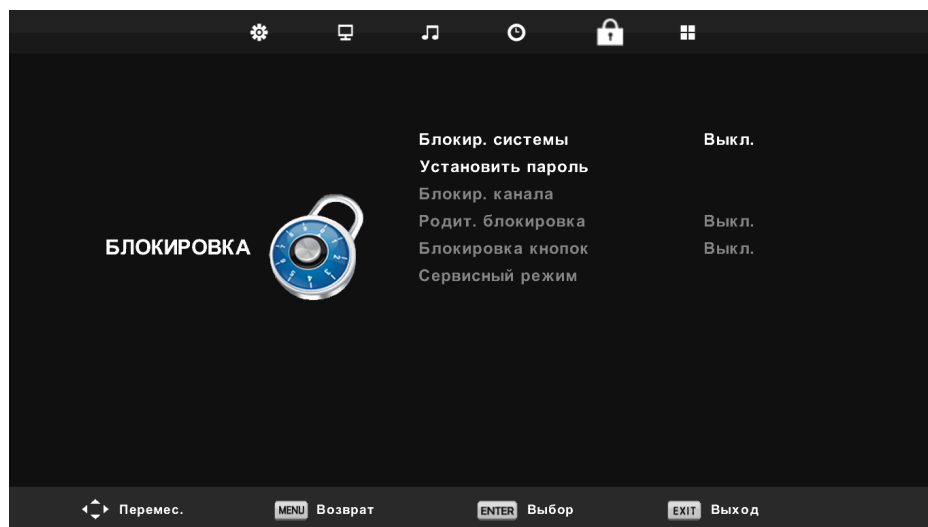 Блокир. системы Выкл.
Установить пароль
Блокир. канала
Родит. блокировка Выкл.
БЛОКИРОВКА
Блокировка кнопок Выкл.
Сервисный режим
Перемес. MENU Возврат ENTER Выбор EXIT Выход